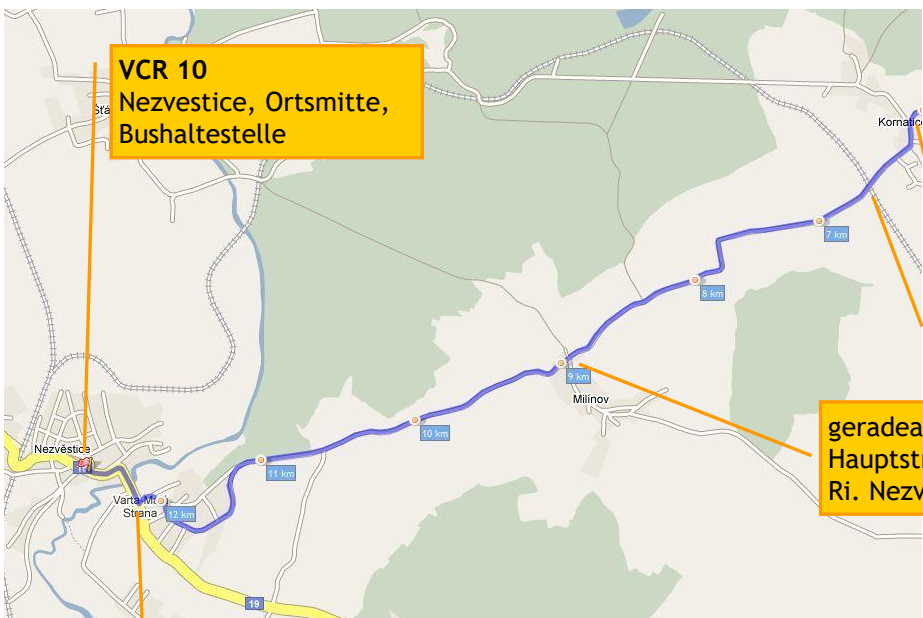 VCR 10
Nezvestice, Ortsmitte,
Bushaltestelle
Kornatice
7 km
8 km
9 km
Milínov
10 km
geradea
Hauptstr
Ri. Nezv
Nezvěstice
11 km
Strana
12 km
19